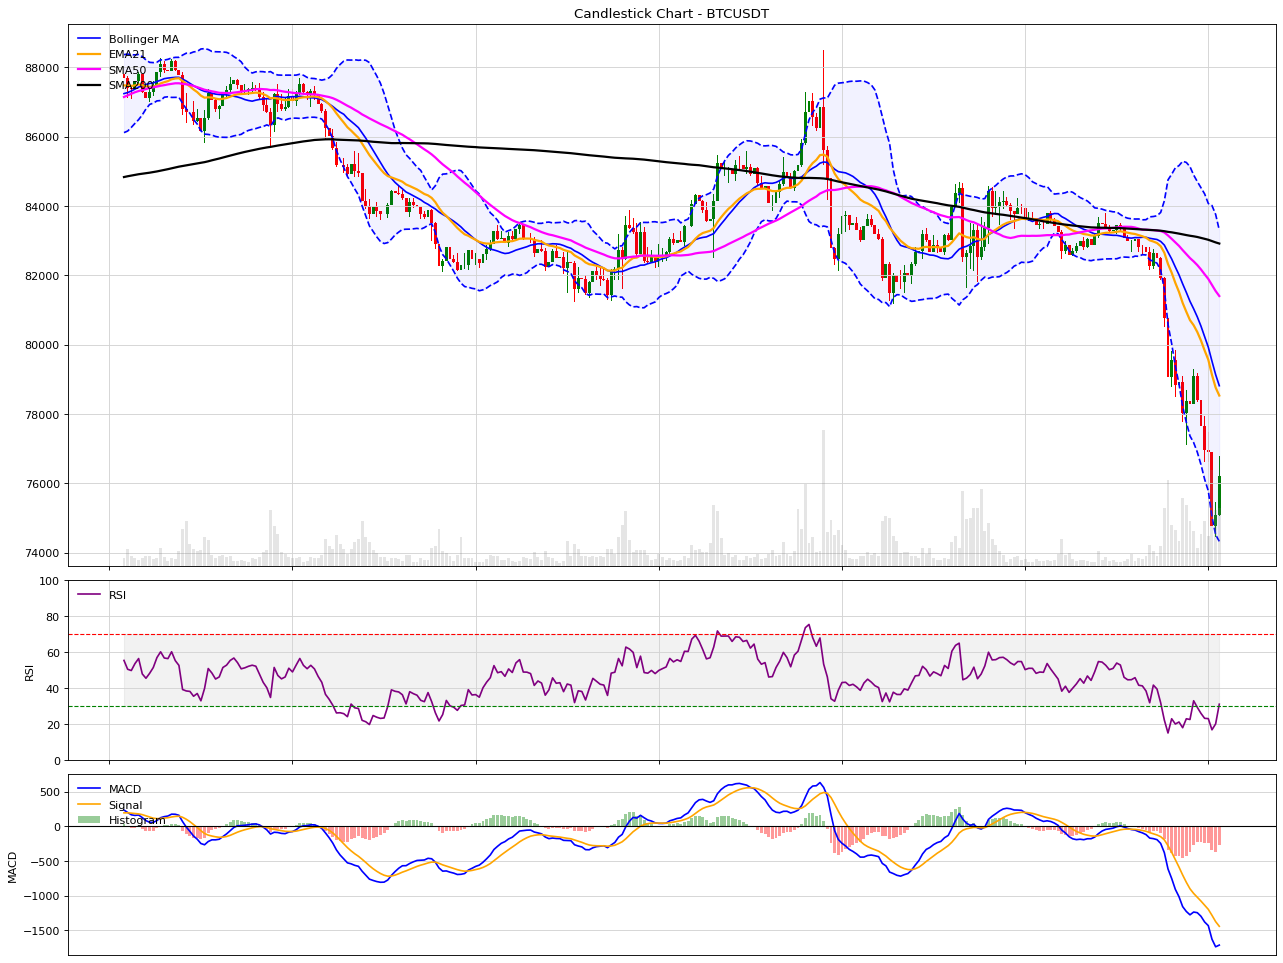 Candlestick Chart - BTCUSDT
Bollinger MA
EMA21
SMA50
SMA200
88000
86000
84000
82000
80000
78000
76000
74000
RSI
100
80
60
40
20
0
RSI
MACD
Signal
Histogram
500
0
−500
−1000
−1500
MACD